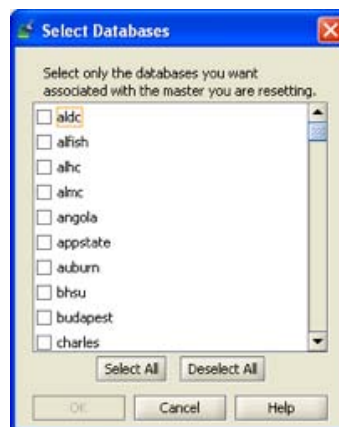 Select Databases
Select only the databases you want
associated with the master you are resetting.
aldc
alfish
alhc
almc
angola
appstate
auburn
bhsu
budapest
charles
Select All Deselect All
OK Cancel Help